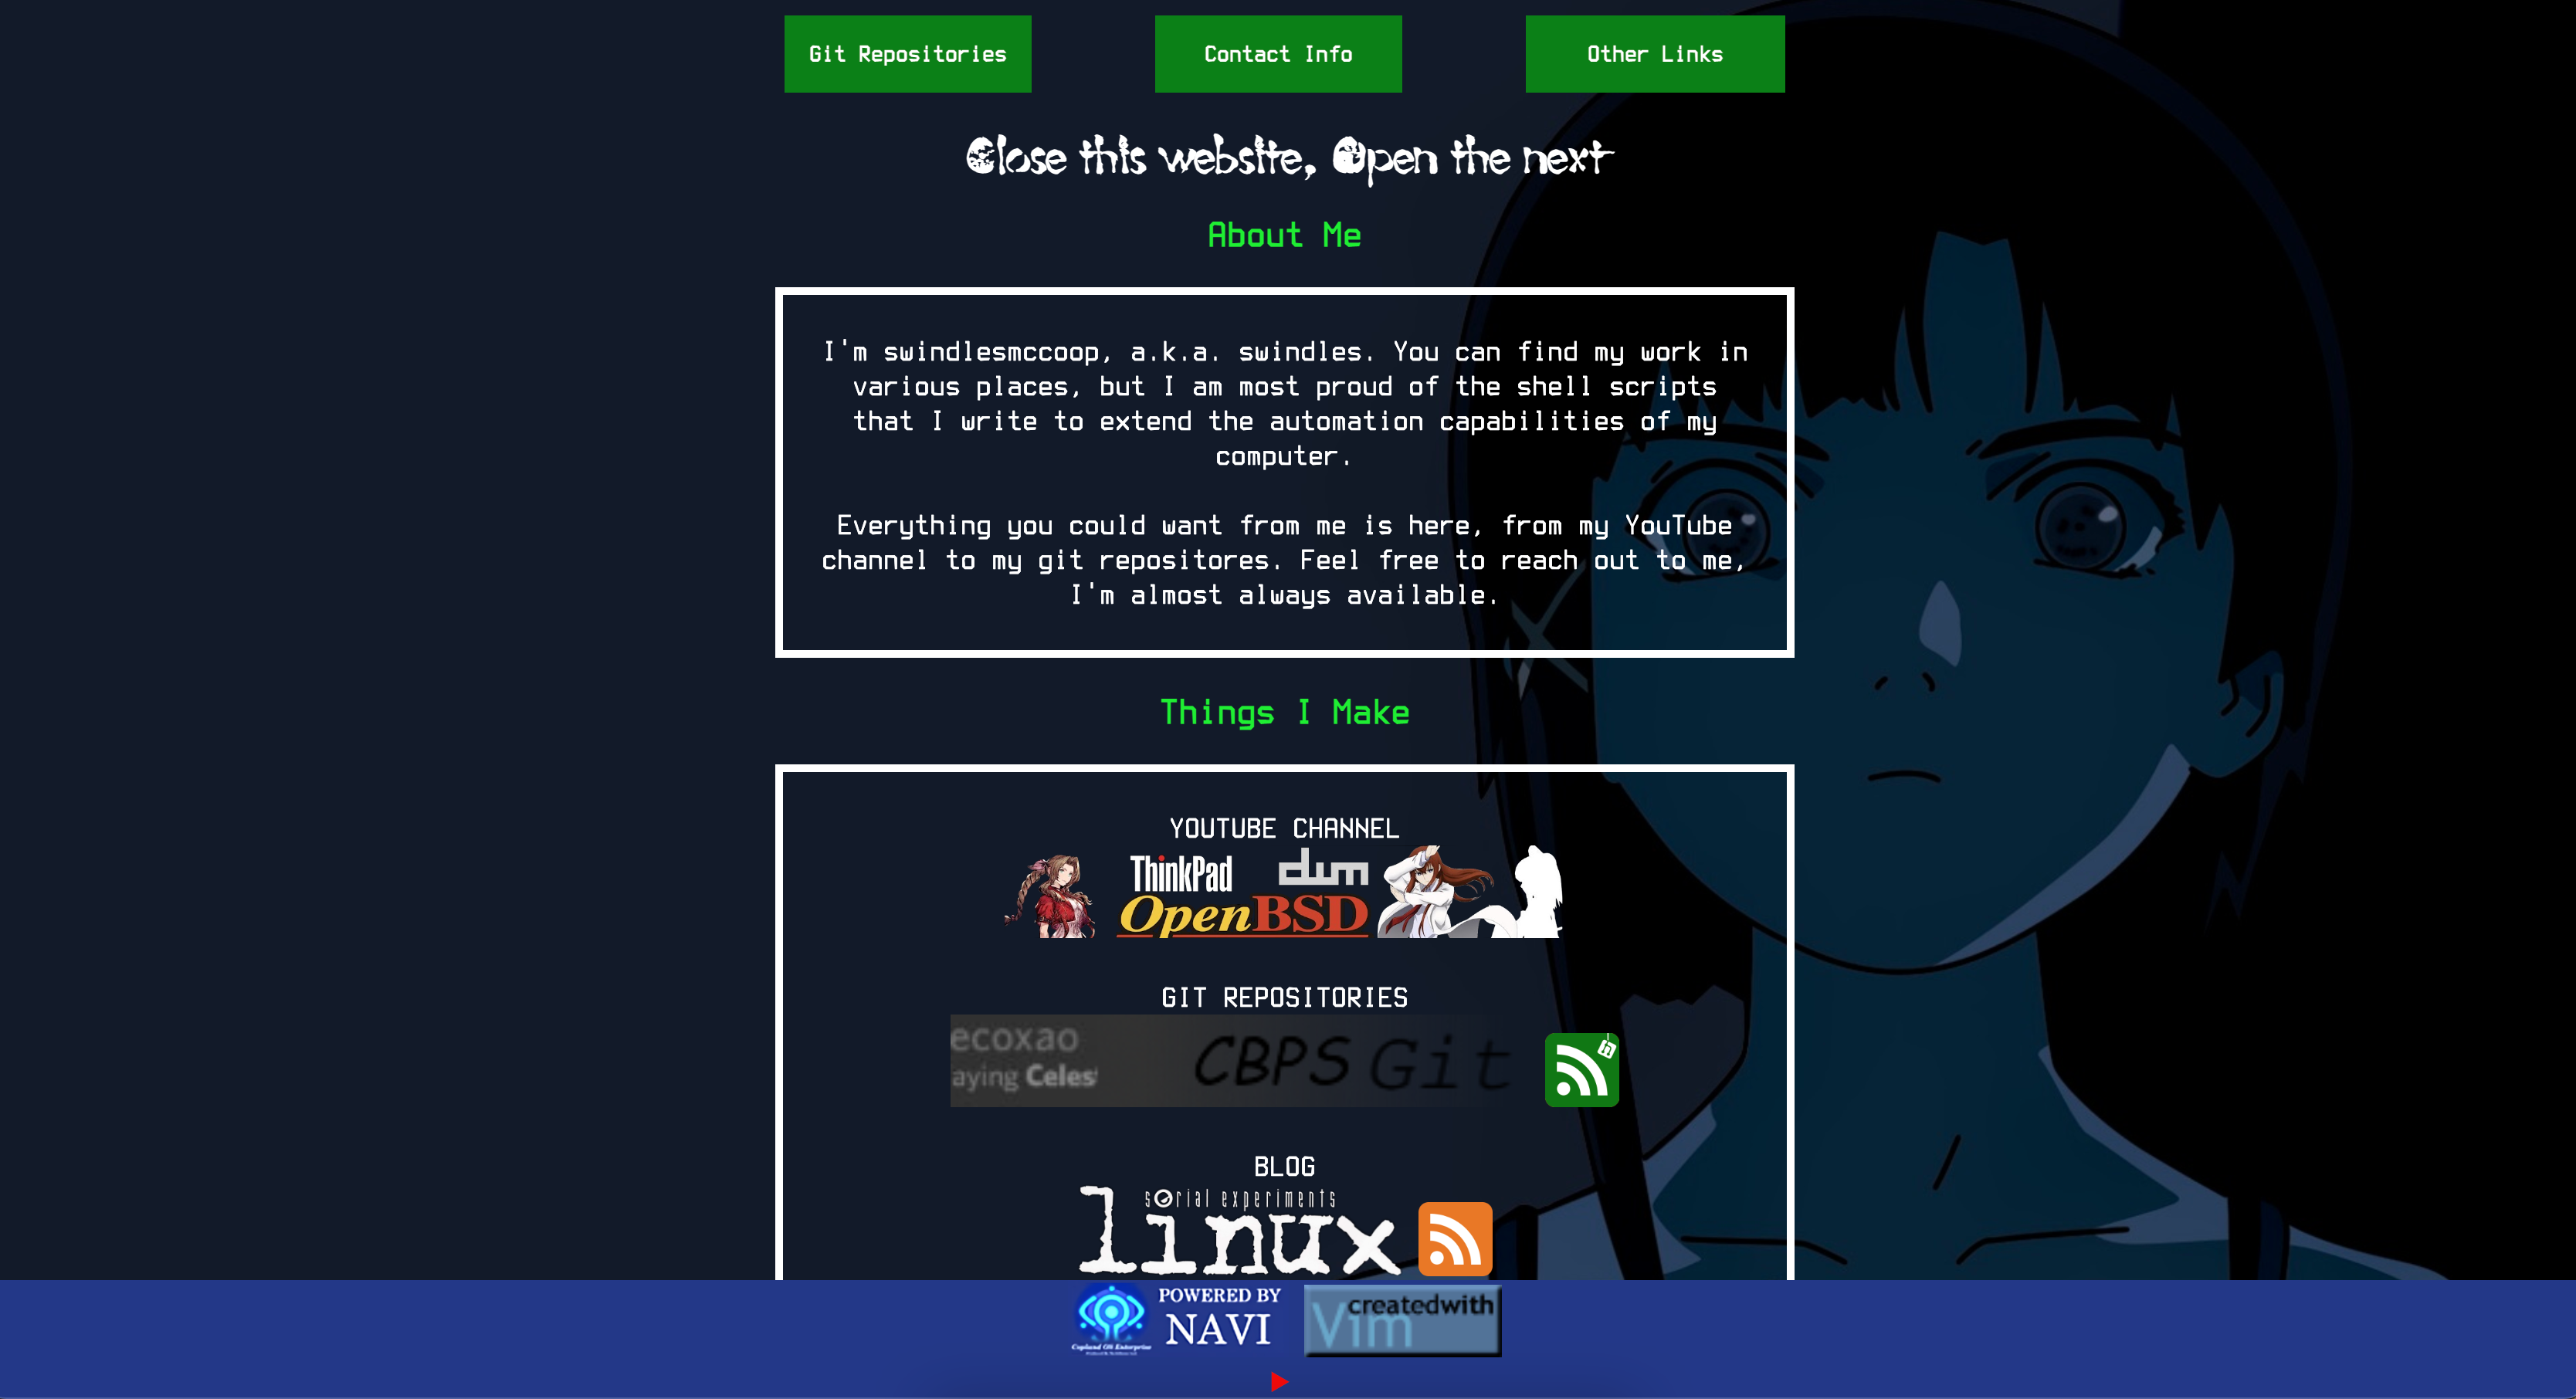 Git Repositories
Contact Info
Other Links
Close this website, Open the next
About Me
I'm swindlesmccoop, a.k.a. swindles. You can find my work in
various places, but I am most proud of the shell scripts
that I write to extend the automation capabilities of my
computer.
Everything you could want from me is here, from my YouTube
channel to my git repositores. Feel free to reach out to me,
I'm almost always available.
Things I Make
YOUTUBE CHANNEL
ThinkPad
dwm
OpenBSD
GIT REPOSITORIES
ecoxao
aying Celes
CBPS Git
BLOG
serial experiments
linux
POWERED BY
NAVI
Copland OS Enterprise
createdwith
Vim